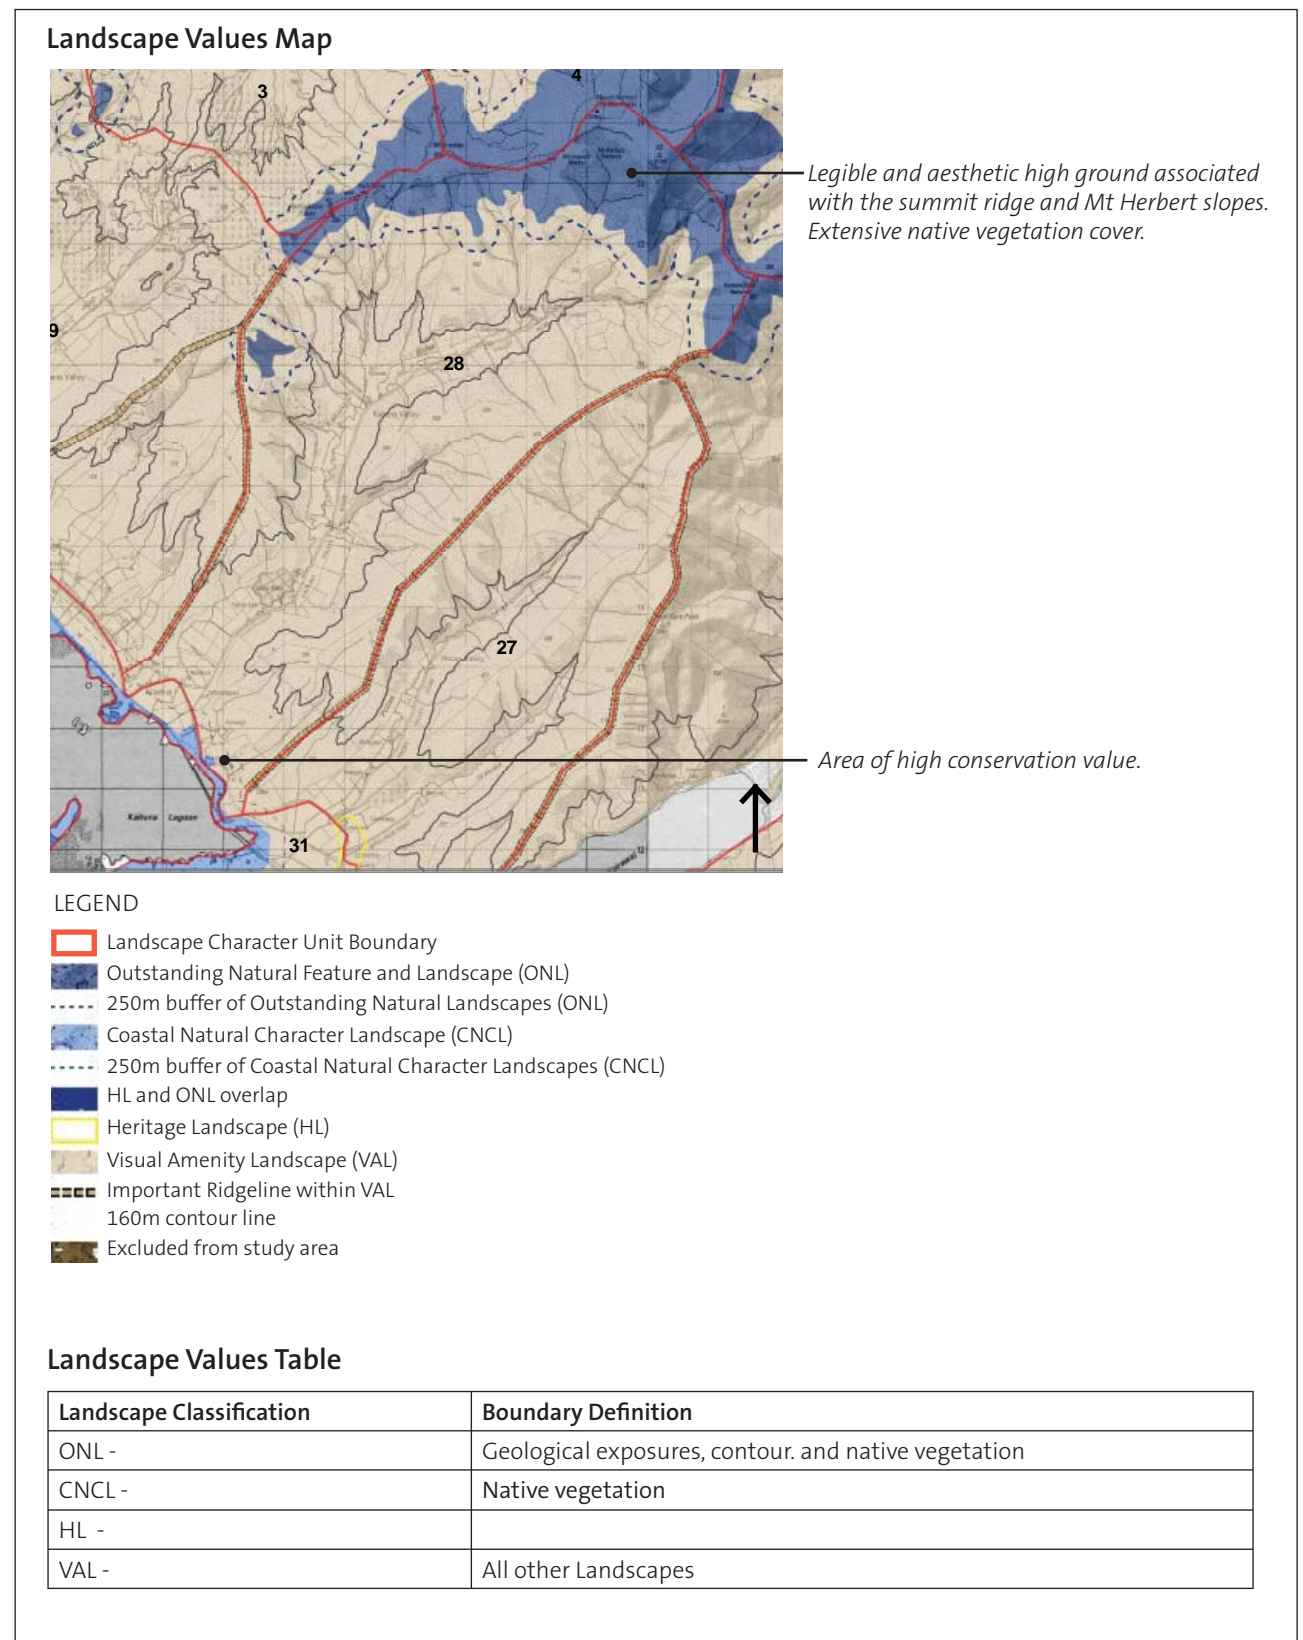 Landscape Values Map
3
4
9
28
27
31
Kaituna Lagoon
Legible and aesthetic high ground associated
with the summit ridge and Mt Herbert slopes.
Extensive native vegetation cover.
Area of high conservation value.
LEGEND
Landscape Character Unit Boundary
Outstanding Natural Feature and Landscape (ONL)
250m buffer of Outstanding Natural Landscapes (ONL)
Coastal Natural Character Landscape (CNCL)
250m buffer of Coastal Natural Character Landscapes (CNCL)
HL and ONL overlap
Heritage Landscape (HL)
Visual Amenity Landscape (VAL)
Important Ridgeline within VAL
160m contour line
Excluded from study area
Landscape Values Table
Landscape Classification Boundary Definition
ONL - Geological exposures, contour. and native vegetation
CNCL - Native vegetation
HL -
VAL - All other Landscapes